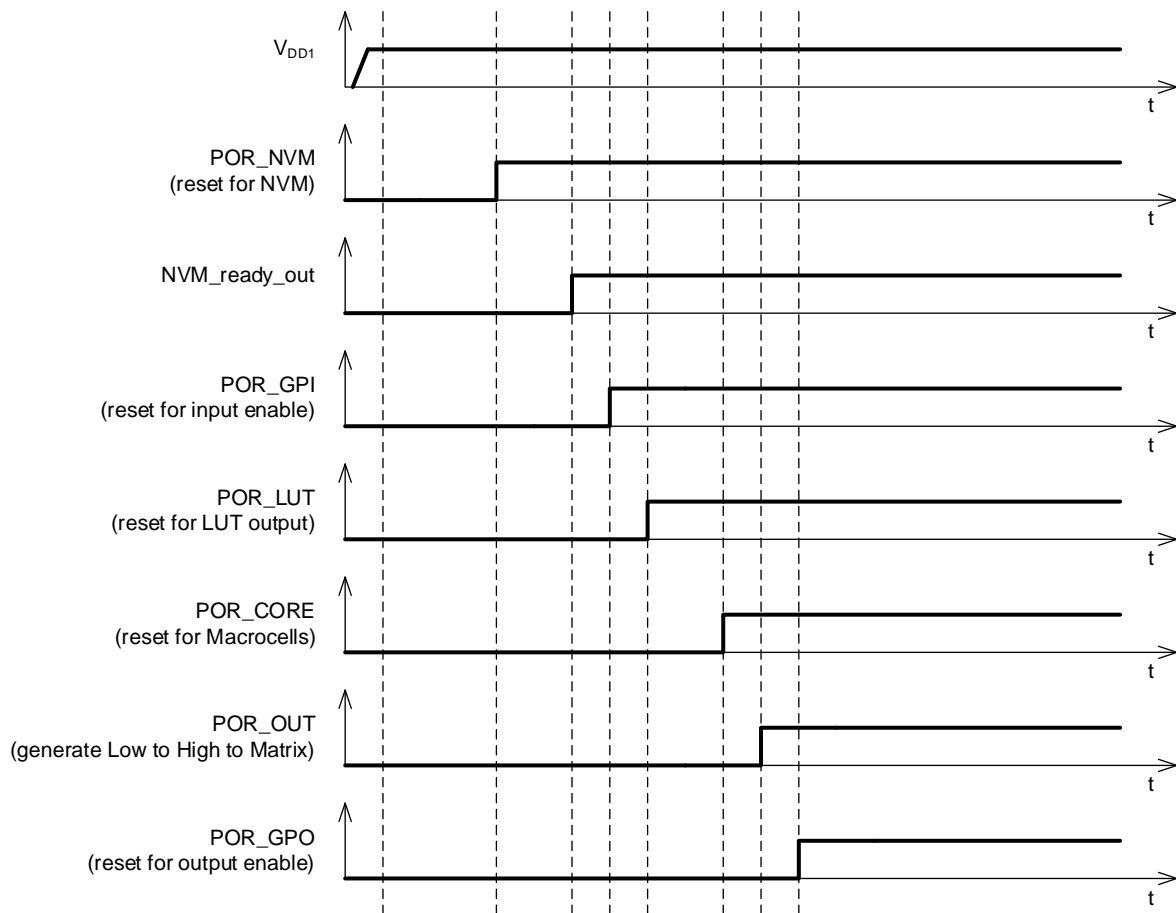 V_DD1
t
POR_NVM
(reset for NVM)
t
NVM_ready_out
t
POR_GPI
(reset for input enable)
t
POR_LUT
(reset for LUT output)
t
POR_CORE
(reset for Macrocells)
t
POR_OUT
(generate Low to High to Matrix)
t
POR_GPO
(reset for output enable)
t